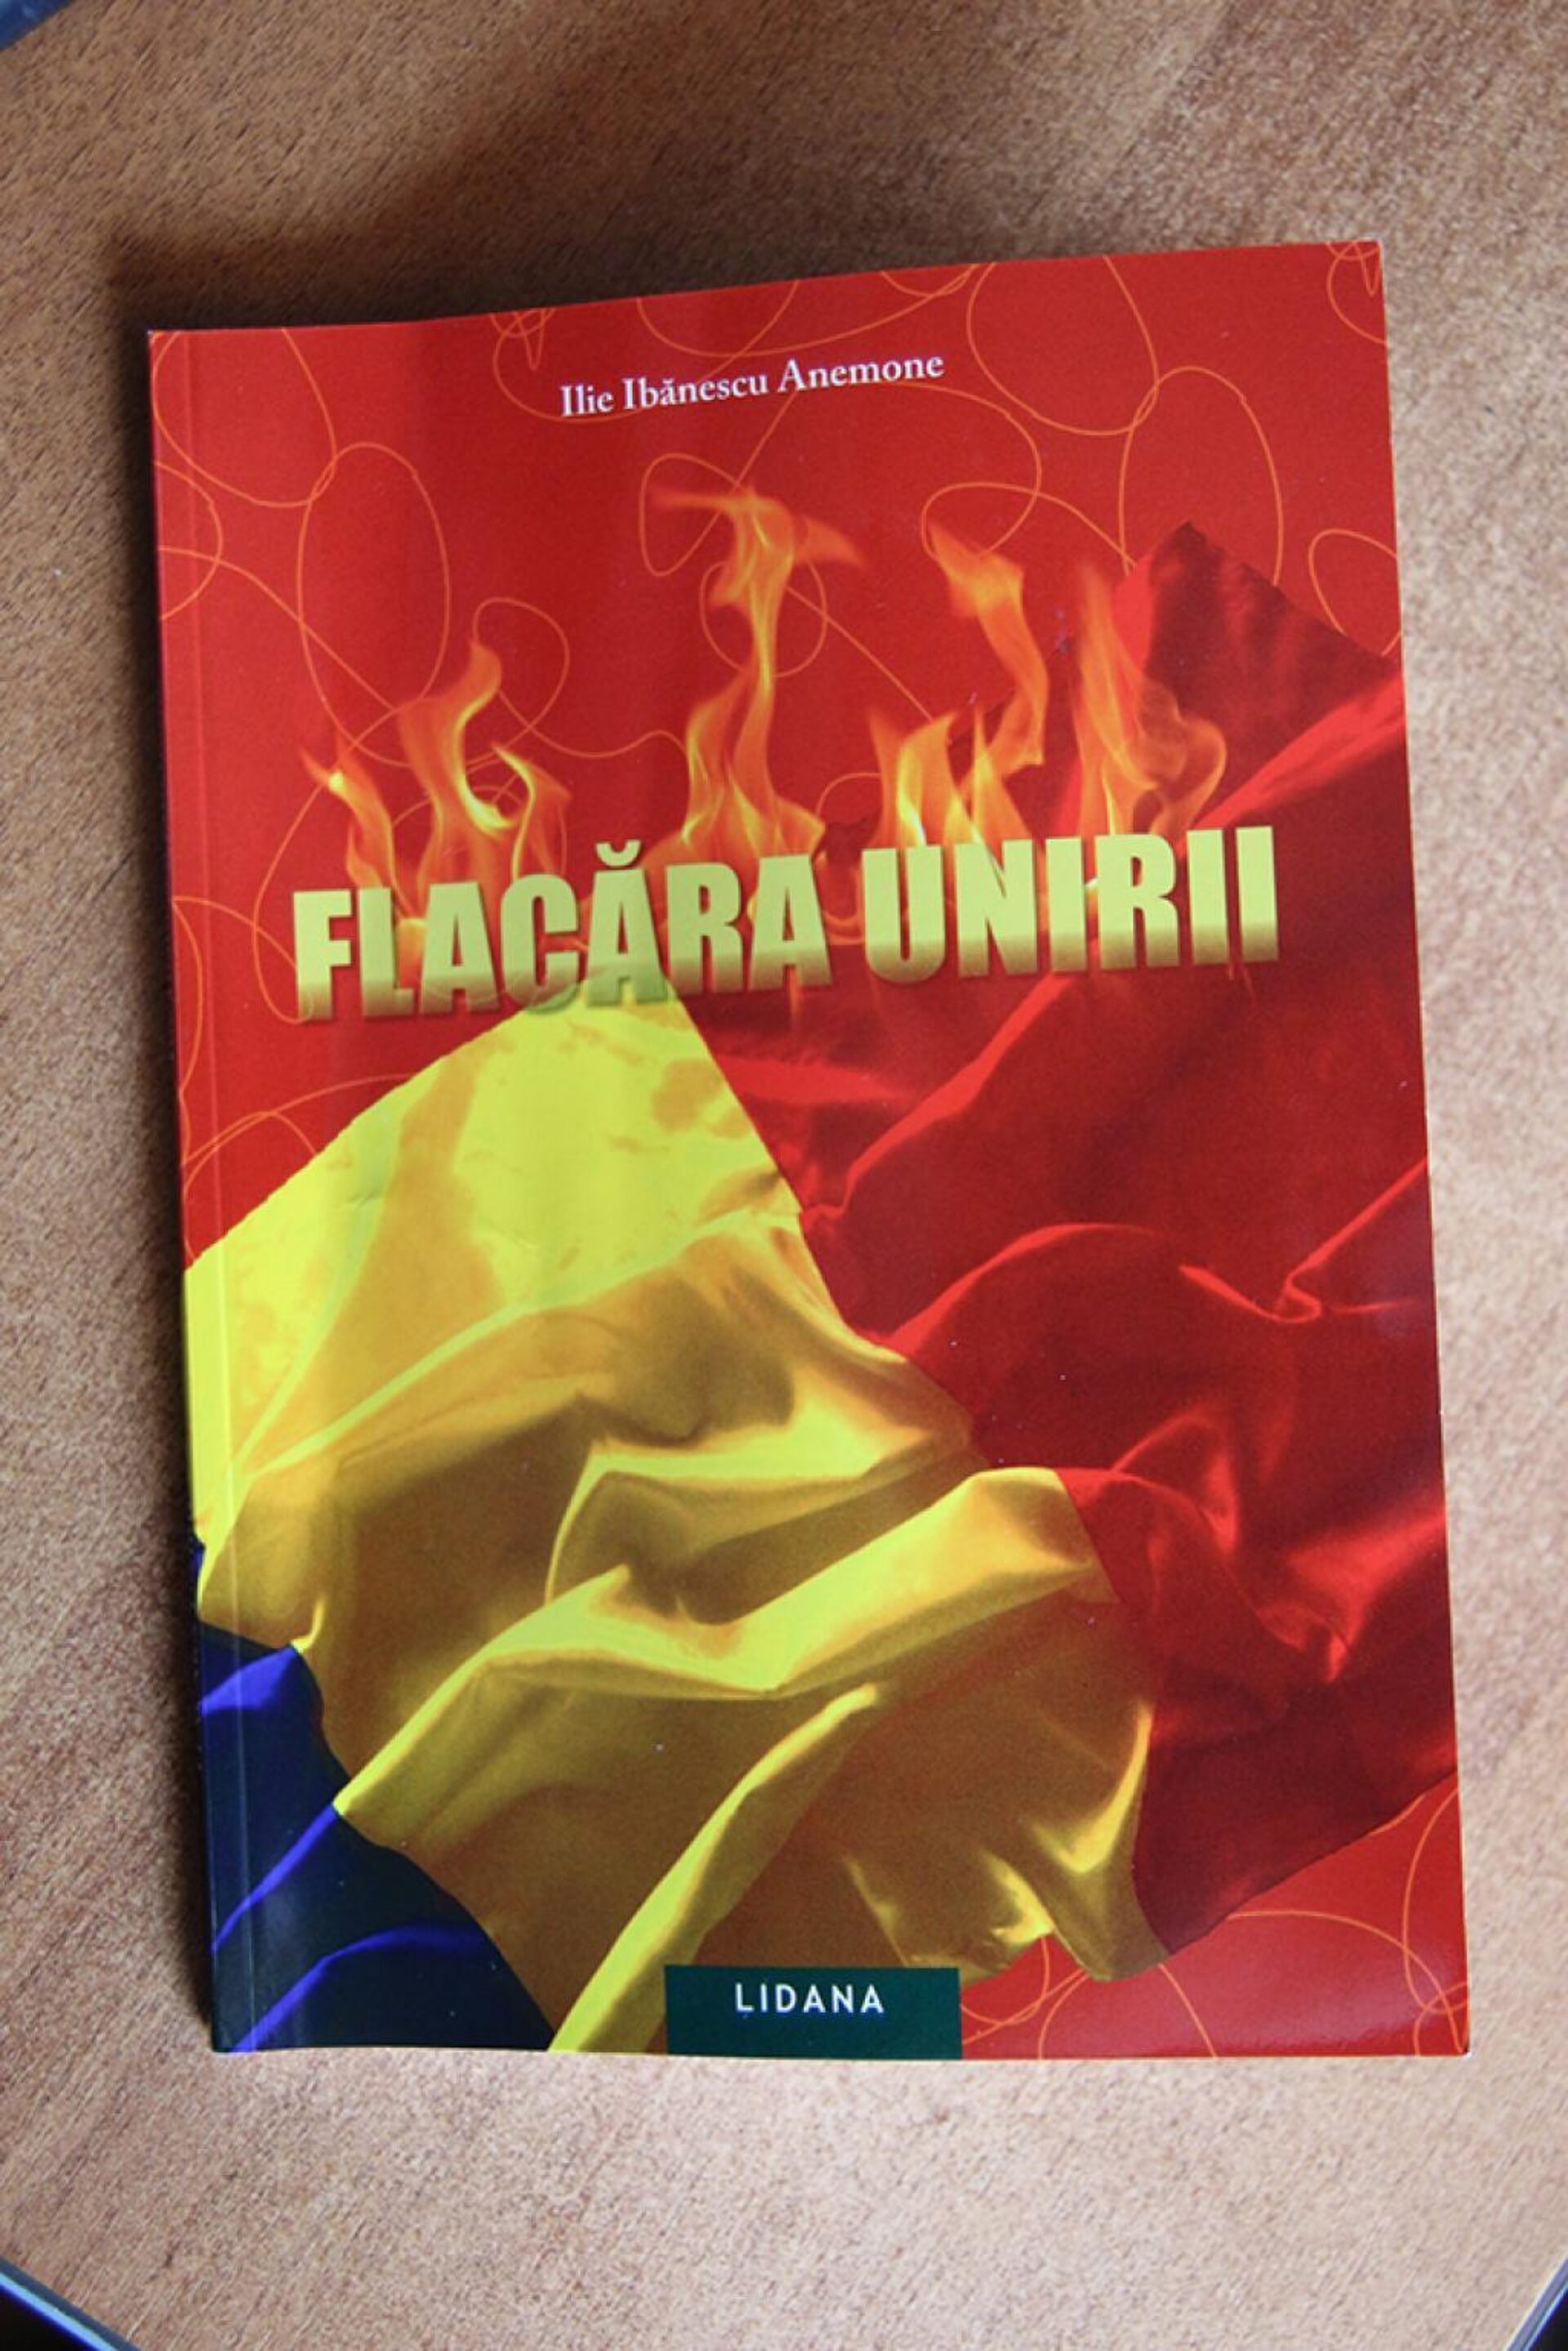 Ilie Ibănescu Anemone
FLACĂRA UNIRII
LIDANA